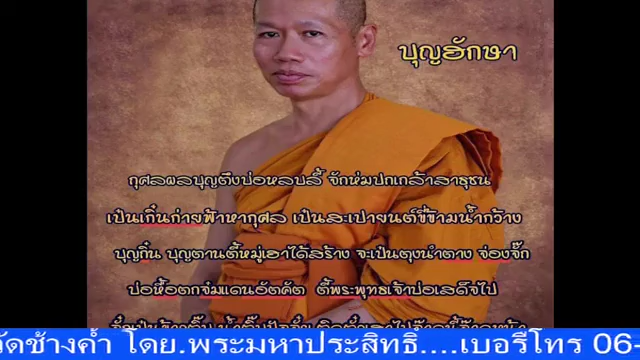 บุญฮักษา
กุศลผลบุญตึงบ่อหลบลี้ จักห่มปกเกล้าสาธุชน
เป๋นเกิ๋นก่ายฟ้าหากุศล เป๋นสะเปายนต์ขี่ข้ามน้ำกว้าง
บุญกิ๋น บุญตานตี้หมู่เฮาได้สร้าง จะเป๋นตุงนำตาง จ่องจั๊ก
บ่อหื้อตกจ๋มแดนอัตคัต ตี้พระพุทธเจ้าบ่อเสด็จไป
วัดช้างค้ำ โดย.พระมหาประสิทธิ์....เบอร์โทร 06-